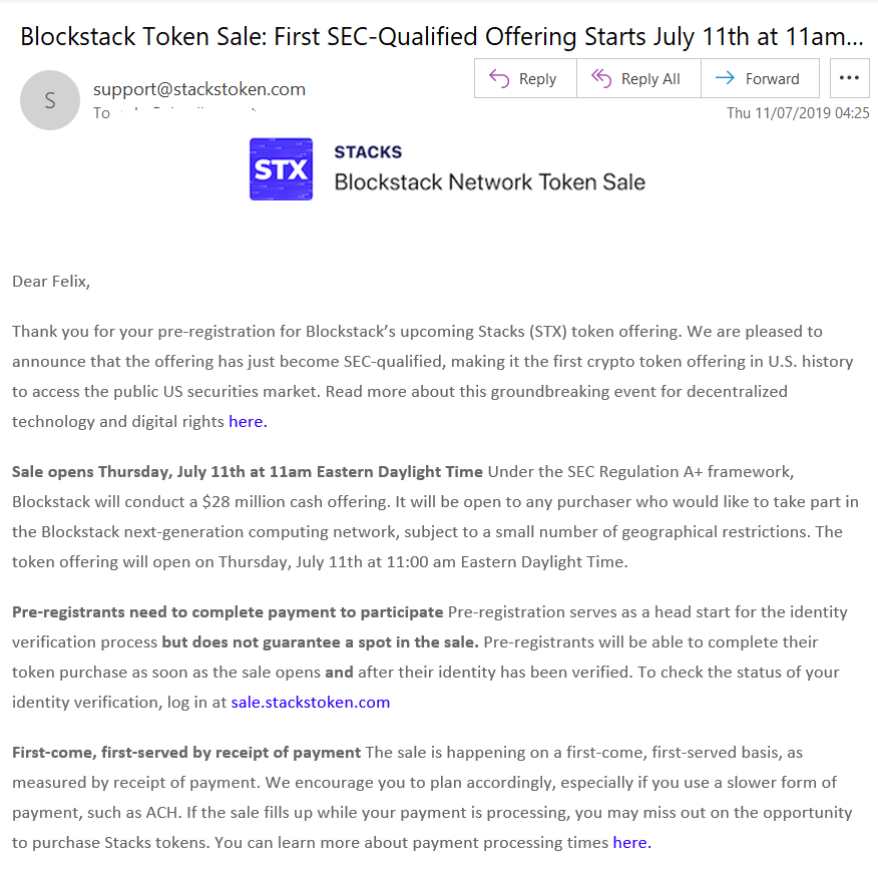 Blockstack Token Sale: First SEC-Qualified Offering Starts July 11th at 11am...
S
support@stackstoken.com
Reply
Reply All
Forward
To
Thu 11/07/2019 04:25
STX
STACKS
Blockstack Network Token Sale
Dear Felix,
Thank you for your pre-registration for Blockstack’s upcoming Stacks (STX) token offering. We are pleased to
announce that the offering has just become SEC-qualified, making it the first crypto token offering in U.S. history
to access the public US securities market. Read more about this groundbreaking event for decentralized
technology and digital rights here.
Sale opens Thursday, July 11th at 11am Eastern Daylight Time Under the SEC Regulation A+ framework,
Blockstack will conduct a $28 million cash offering. It will be open to any purchaser who would like to take part in
the Blockstack next-generation computing network, subject to a small number of geographical restrictions. The
token offering will open on Thursday, July 11th at 11:00 am Eastern Daylight Time.
Pre-registrants need to complete payment to participate Pre-registration serves as a head start for the identity
verification process but does not guarantee a spot in the sale. Pre-registrants will be able to complete their
token purchase as soon as the sale opens and after their identity has been verified. To check the status of your
identity verification, log in at sale.stackstoken.com
First-come, first-served by receipt of payment The sale is happening on a first-come, first-served basis, as
measured by receipt of payment. We encourage you to plan accordingly, especially if you use a slower form of
payment, such as ACH. If the sale fills up while your payment is processing, you may miss out on the opportunity
to purchase Stacks tokens. You can learn more about payment processing times here.